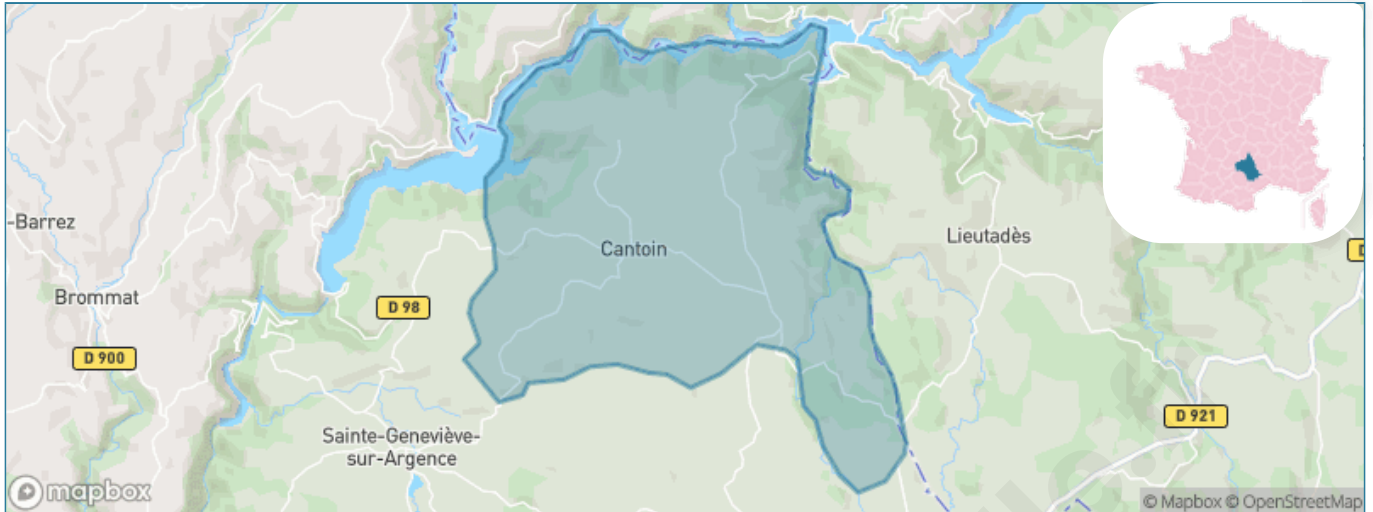 -Barrez
Cantoin
Lieutadès
Brommat
D 98
D 900
D 921
Sainte-Geneviève-
sur-Argence
mapbox
© Mapbox © OpenStreetMap